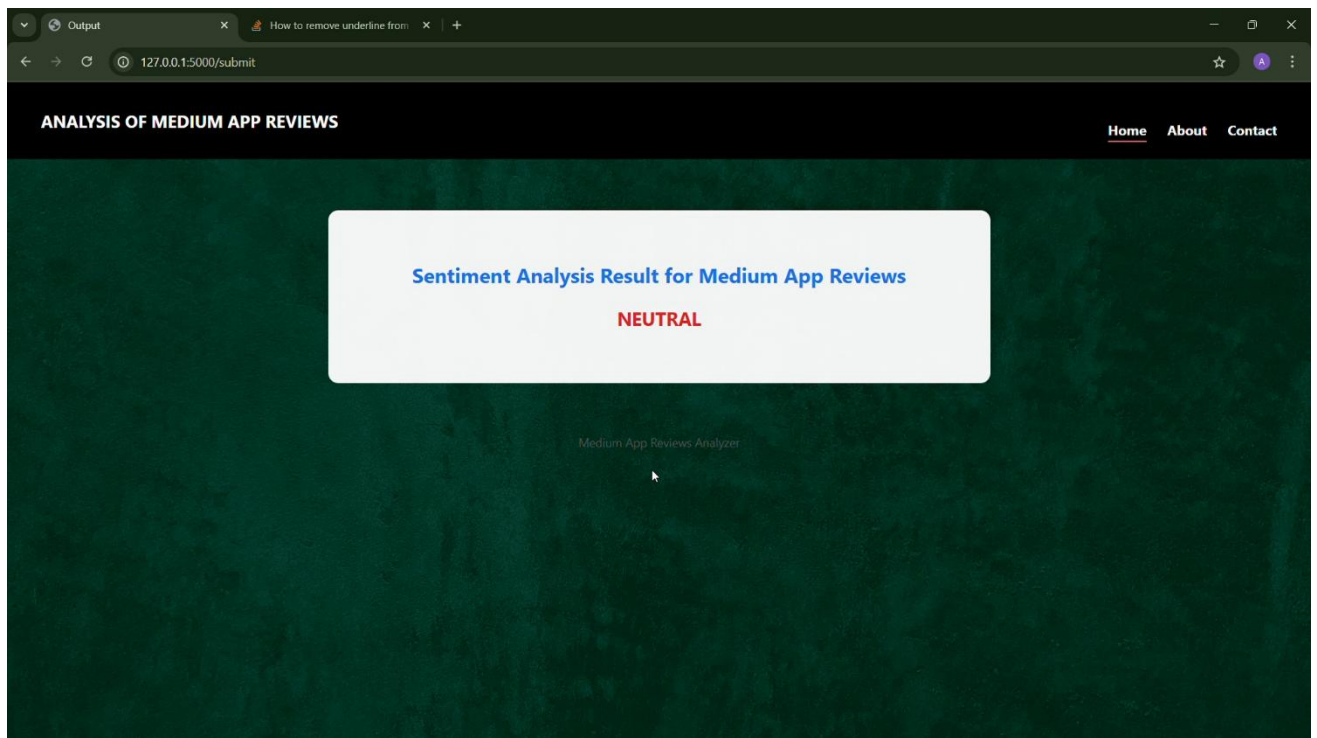 Output
How to remove underline from
127.0.0.1:5000/submit
A
ANALYSIS OF MEDIUM APP REVIEWS
Home About Contact
Sentiment Analysis Result for Medium App Reviews
NEUTRAL
Medium App Reviews Analyzer